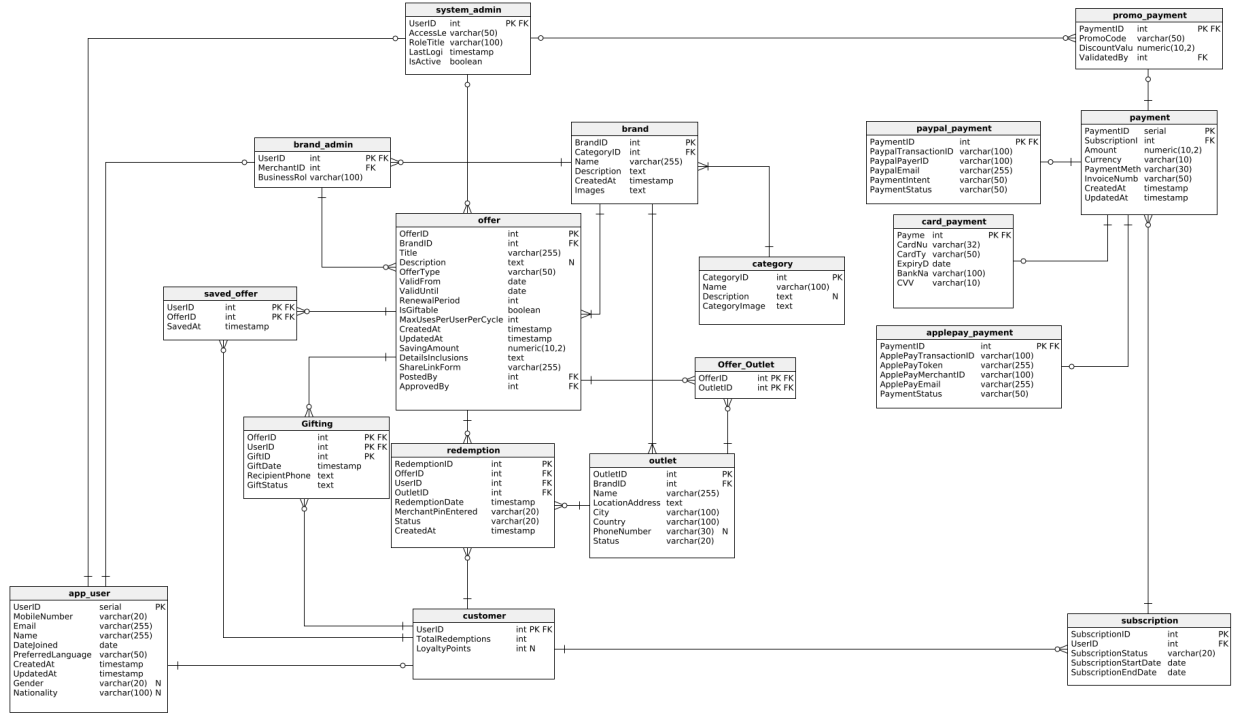 system_admin
UserID int PK FK
AccessLe varchar(50)
RoleTitle varchar(100)
LastLogi timestamp
IsActive boolean
promo_payment
PaymentID int PK FK
PromoCode varchar(50)
DiscountValu numeric(10,2)
ValidatedBy int FK
brand_admin
UserID int PK FK
MerchantID int FK
BusinessRol varchar(100)
brand
BrandID int PK
CategoryID int FK
Name varchar(255)
Description text
CreatedAt timestamp
Images text
paypal_payment
PaymentID int PK FK
PaypalTransactionID varchar(100)
PaypalPayerID varchar(100)
PaypalEmail varchar(255)
PaymentIntent varchar(50)
PaymentStatus varchar(50)
payment
PaymentID serial PK
SubscriptionI int FK
Amount numeric(10,2)
Currency varchar(10)
PaymentMeth varchar(30)
InvoiceNumb varchar(50)
CreatedAt timestamp
UpdatedAt timestamp
offer
OfferID int PK
BrandID int FK
Title varchar(255)
Description text N
OfferType varchar(50)
ValidFrom date
ValidUntil date
RenewalPeriod int
IsGiftable boolean
MaxUsesPerUserPerCycle int
CreatedAt timestamp
UpdatedAt timestamp
SavingAmount numeric(10,2)
DetailsInclusions text
ShareLinkForm varchar(255)
PostedBy int FK
ApprovedBy int FK
card_payment
Payme int PK FK
CardNu varchar(32)
CardTy varchar(50)
ExpiryD date
BankNa varchar(100)
CVV varchar(10)
category
CategoryID int PK
Name varchar(100)
Description text N
CategoryImage text
saved_offer
UserID int PK FK
OfferID int PK FK
SavedAt timestamp
applepay_payment
PaymentID int PK FK
ApplePayTransactionID varchar(100)
ApplePayToken varchar(255)
ApplePayMerchantID varchar(100)
ApplePayEmail varchar(255)
PaymentStatus varchar(50)
Offer_Outlet
OfferID int PK FK
OutletID int PK FK
Gifting
OfferID int PK FK
UserID int PK FK
GiftID int PK
GiftDate timestamp
RecipientPhone text
GiftStatus text
redemption
RedemptionID int PK
OfferID int FK
UserID int FK
OutletID int FK
RedemptionDate timestamp
MerchantPinEntered varchar(20)
Status varchar(20)
CreatedAt timestamp
outlet
OutletID int PK
BrandID int FK
Name varchar(255)
LocationAddress text
City varchar(100)
Country varchar(100)
PhoneNumber varchar(30) N
Status varchar(20)
app_user
UserID serial PK
MobileNumber varchar(20)
Email varchar(255)
Name varchar(255)
DateJoined date
PreferredLanguage varchar(50)
CreatedAt timestamp
UpdatedAt timestamp
Gender varchar(20) N
Nationality varchar(100) N
customer
UserID int PK FK
TotalRedemptions int
LoyaltyPoints int N
subscription
SubscriptionID int PK
UserID int FK
SubscriptionStatus varchar(20)
SubscriptionStartDate date
SubscriptionEndDate date